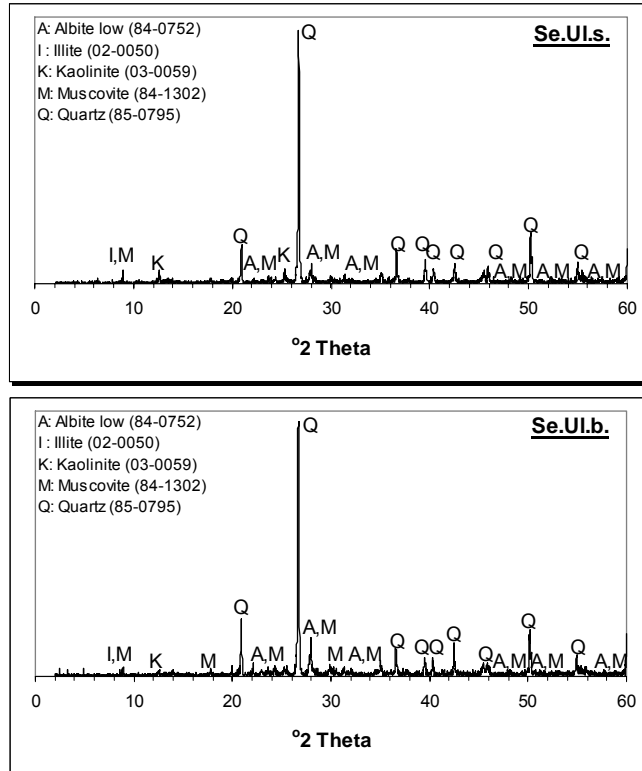 A: Albite low (84-0752)
I : Illite (02-0050)
K: Kaolinite (03-0059)
M: Muscovite (84-1302)
Q: Quartz (85-0795)
Se.Ul.s.
Q
I,M K Q A,M K A,M A,M Q Q Q Q Q A,M Q A,M Q A,M
0 10 20 30 40 50 60
°2 Theta
A: Albite low (84-0752)
I : Illite (02-0050)
K: Kaolinite (03-0059)
M: Muscovite (84-1302)
Q: Quartz (85-0795)
Se.Ul.b.
Q
I,M K M Q A,M A,M M A,M Q Q Q Q Q A,M Q A,M Q A,M
0 10 20 30 40 50 60
°2 Theta